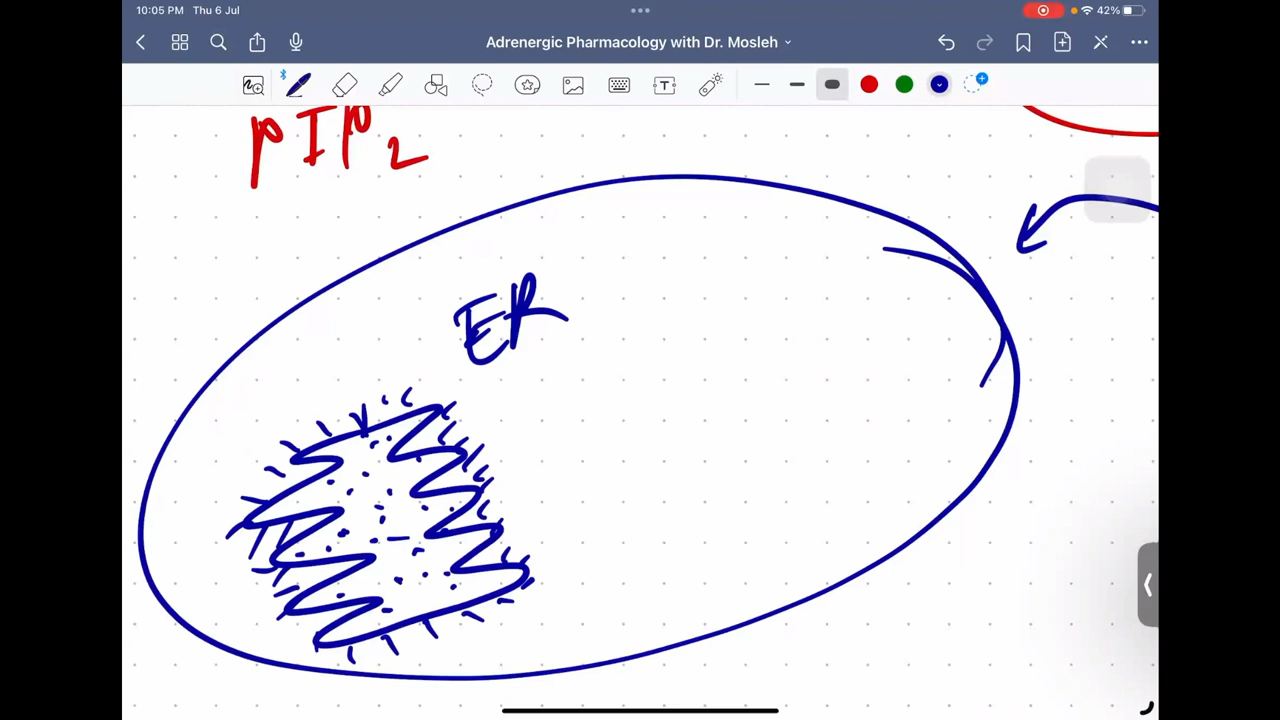 10:05 PM Thu 6 Jul
42%
Adrenergic Pharmacology with Dr. Mosleh
T
PIP2
ER